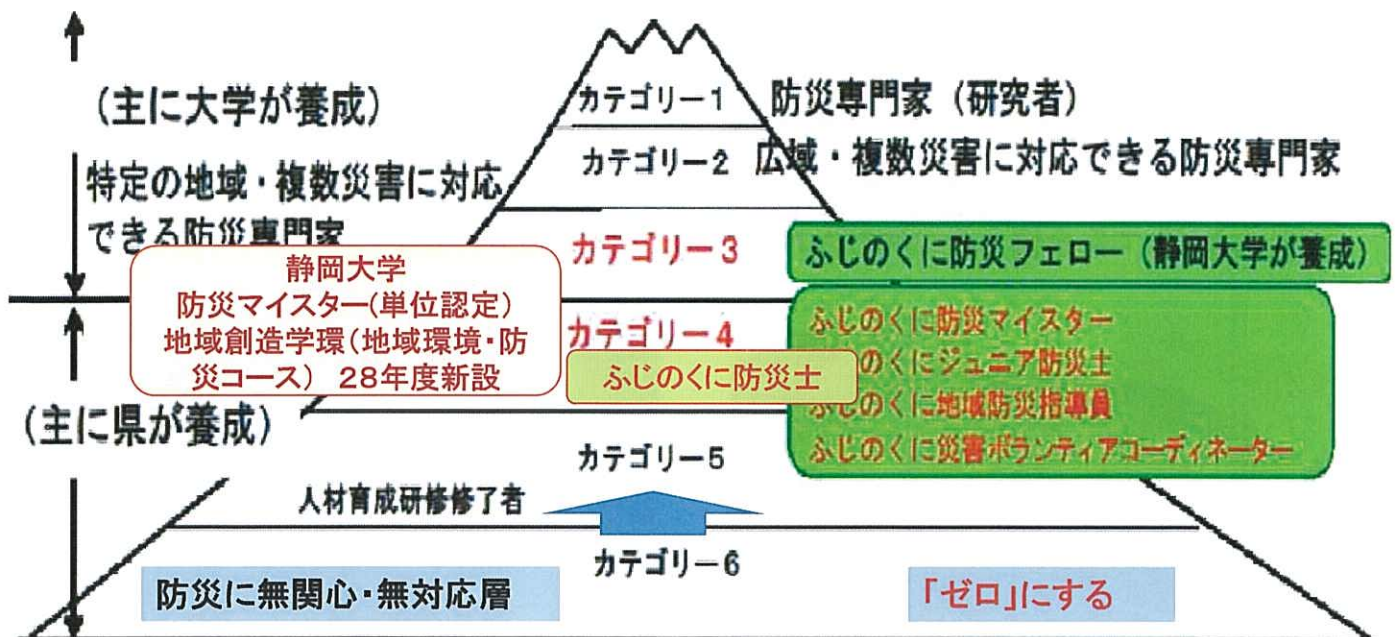 カテゴリー1 防災専門家（研究者）
(主に大学が養成)
カテゴリー2 広域・複数災害に対応できる防災専門家
特定の地域・複数災害に対応
できる防災専門家
カテゴリー3
ふじのくに防災フェロー（静岡大学が養成）
静岡大学
防災マイスター(単位認定)
地域創造学環(地域環境・防
災コース) 28年度新設
カテゴリー4
ふじのくに防災士
ふじのくに防災マイスター
のくにジュニア防災士
ふじのくに地域防災指導員
ふじのくに災害ボランティアコーディネーター
(主に県が養成)
カテゴリー5
人材育成研修修了者
カテゴリー6
防災に無関心・無対応層
「ゼロ」にする